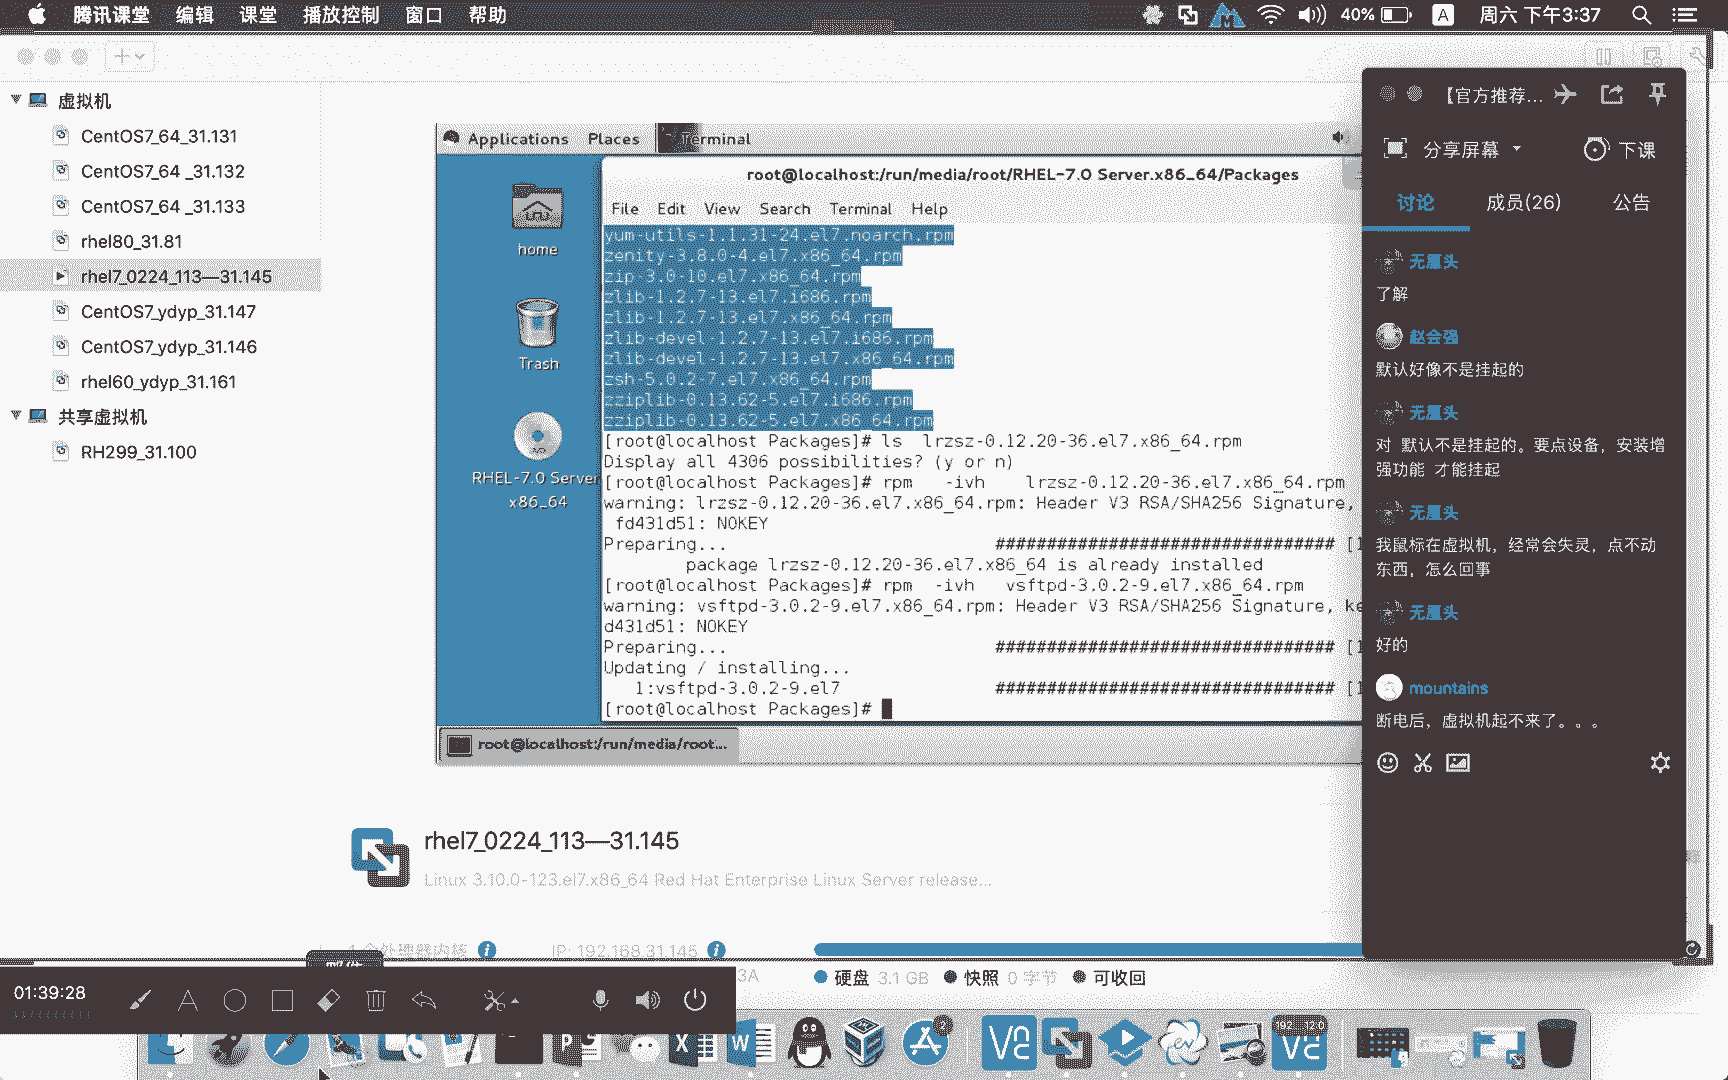 腾讯课堂 编辑 课堂 播放控制 窗口 帮助 40% A 周六 下午3:37
虚拟机
CentOS7_64_31.131
CentOS7_64 _31.132
CentOS7_64 _31.133
rhel80_31.81
rhel7_0224_113—31.145
CentOS7_ydyp_31.147
CentOS7_ydyp_31.146
rhel60_ydyp_31.161
共享虚拟机
RH299_31.100
Applications Places Terminal
root@localhost:/run/media/root/RHEL-7.0 Server.x86_64/Packages
File Edit View Search Terminal Help
home
Trash
RHEL-7.0 Server
x86_64
yum-utils-1.1.31-24.el7.noarch.rpm
zenity-3.8.0-4.el7.x86_64.rpm
zip-3.0-10.el7.x86_64.rpm
zlib-1.2.7-13.el7.i686.rpm
zlib-1.2.7-13.el7.x86_64.rpm
zlib-devel-1.2.7-13.el7.i686.rpm
zlib-devel-1.2.7-13.el7.x86_64.rpm
zsh-5.0.2-7.el7.x86_64.rpm
zziplib-0.13.62-5.el7.i686.rpm
zziplib-0.13.62-5.el7.x86_64.rpm
[root@localhost Packages]# ls  lrzsz-0.12.20-36.el7.x86_64.rpm
Display all 4306 possibilities? (y or n)
[root@localhost Packages]# rpm   -ivh    lrzsz-0.12.20-36.el7.x86_64.rpm
warning: lrzsz-0.12.20-36.el7.x86_64.rpm: Header V3 RSA/SHA256 Signature,
fd431d51: NOKEY
Preparing...                          ################################# [1
package lrzsz-0.12.20-36.el7.x86_64 is already installed
[root@localhost Packages]# rpm  -ivh   vsftpd-3.0.2-9.el7.x86_64.rpm
warning: vsftpd-3.0.2-9.el7.x86_64.rpm: Header V3 RSA/SHA256 Signature, ke
d431d51: NOKEY
Preparing...                          ################################# [1
Updating / installing...
1:vsftpd-3.0.2-9.el7               ################################# [1
[root@localhost Packages]#
root@localhost:/run/media/root...
rhel7_0224_113—31.145
Linux 3.10.0-123.el7.x86_64 Red Hat Enterprise Linux Server release...
1 个处理器内核 IP: 192.168.31.145
硬盘 3.1 GB 快照 0 字节 可收回
01:39:28
【官方推荐...
分享屏幕 下课
讨论 成员(26) 公告
无厘头
了解
赵会强
默认好像不是挂起的
无厘头
对 默认不是挂起的。要点设备，安装增
强功能 才能挂起
无厘头
我鼠标在虚拟机，经常会失灵，点不动
东西，怎么回事
无厘头
好的
mountains
断电后，虚拟机起不来了。。。